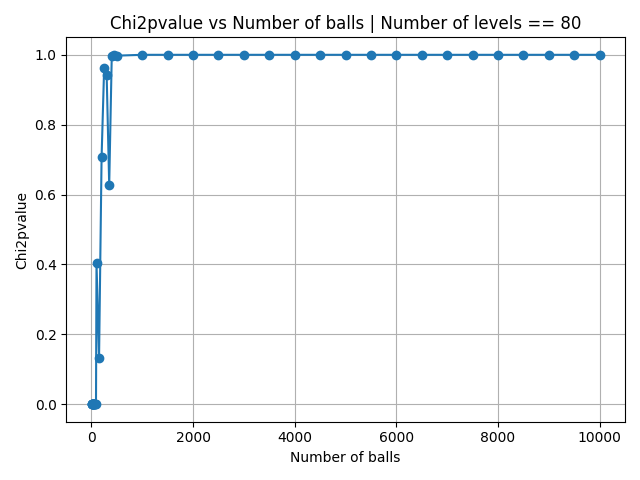 Chi2pvalue vs Number of balls | Number of levels == 80
1.0
0.8
0.6
0.4
0.2
0.0
Chi2pvalue
0 2000 4000 6000 8000 10000
Number of balls